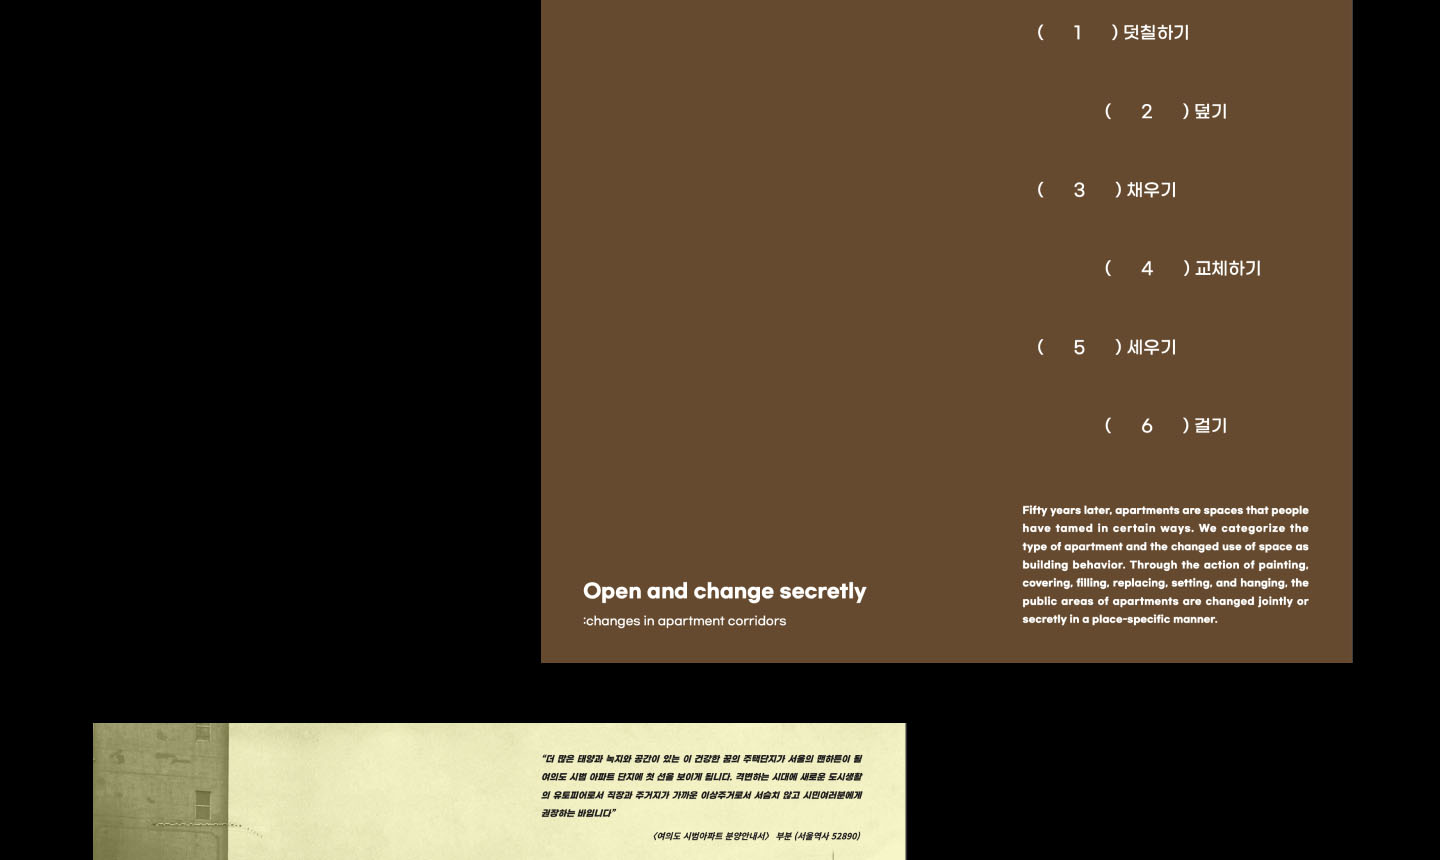 ( 1 ) 덧칠하기
( 2 ) 덮기
( 3 ) 채우기
( 4 ) 교체하기
( 5 ) 세우기
( 6 ) 걸기
Fifty years later, apartments are spaces that people
have tamed in certain ways. We categorize the
type of apartment and the changed use of space as
building behavior. Through the action of painting,
covering, filling, replacing, setting, and hanging, the
public areas of apartments are changed jointly or
secretly in a place-specific manner.
Open and change secretly
:changes in apartment corridors
“더 많은 태양과 녹지와 공간이 있는 이 건강한 꿈의 주택단지가 서울의 맨하튼이 될
여의도 시범 아파트 단지에 첫 선을 보이게 됩니다. 격변하는 시대에 새로운 도시생활
의 유토피어로서 직장과 주거지가 가까운 이상주거로서 서슴치 않고 시민여러분에게
권장하는 바입니다”
〈여의도 시범아파트 분양안내서〉 부분 (서울역사 52890)